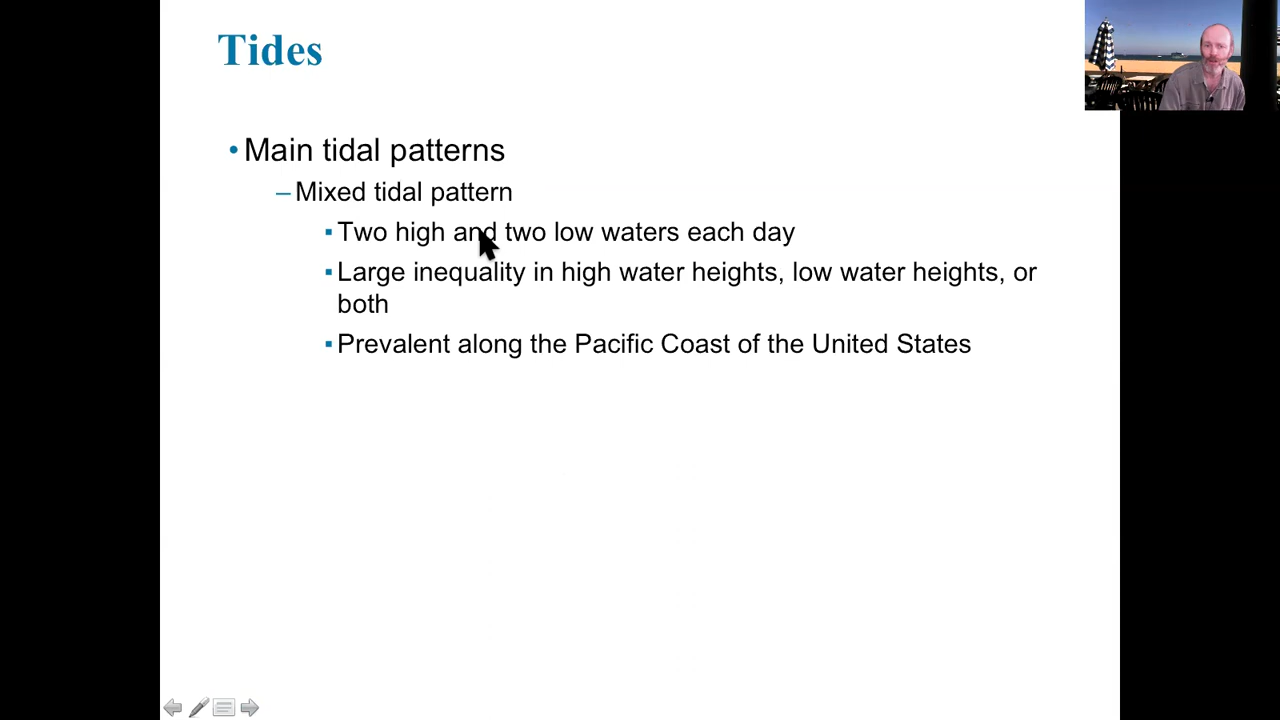 Tides
• Main tidal patterns
– Mixed tidal pattern
▪ Two high and two low waters each day
▪ Large inequality in high water heights, low water heights, or
both
▪ Prevalent along the Pacific Coast of the United States